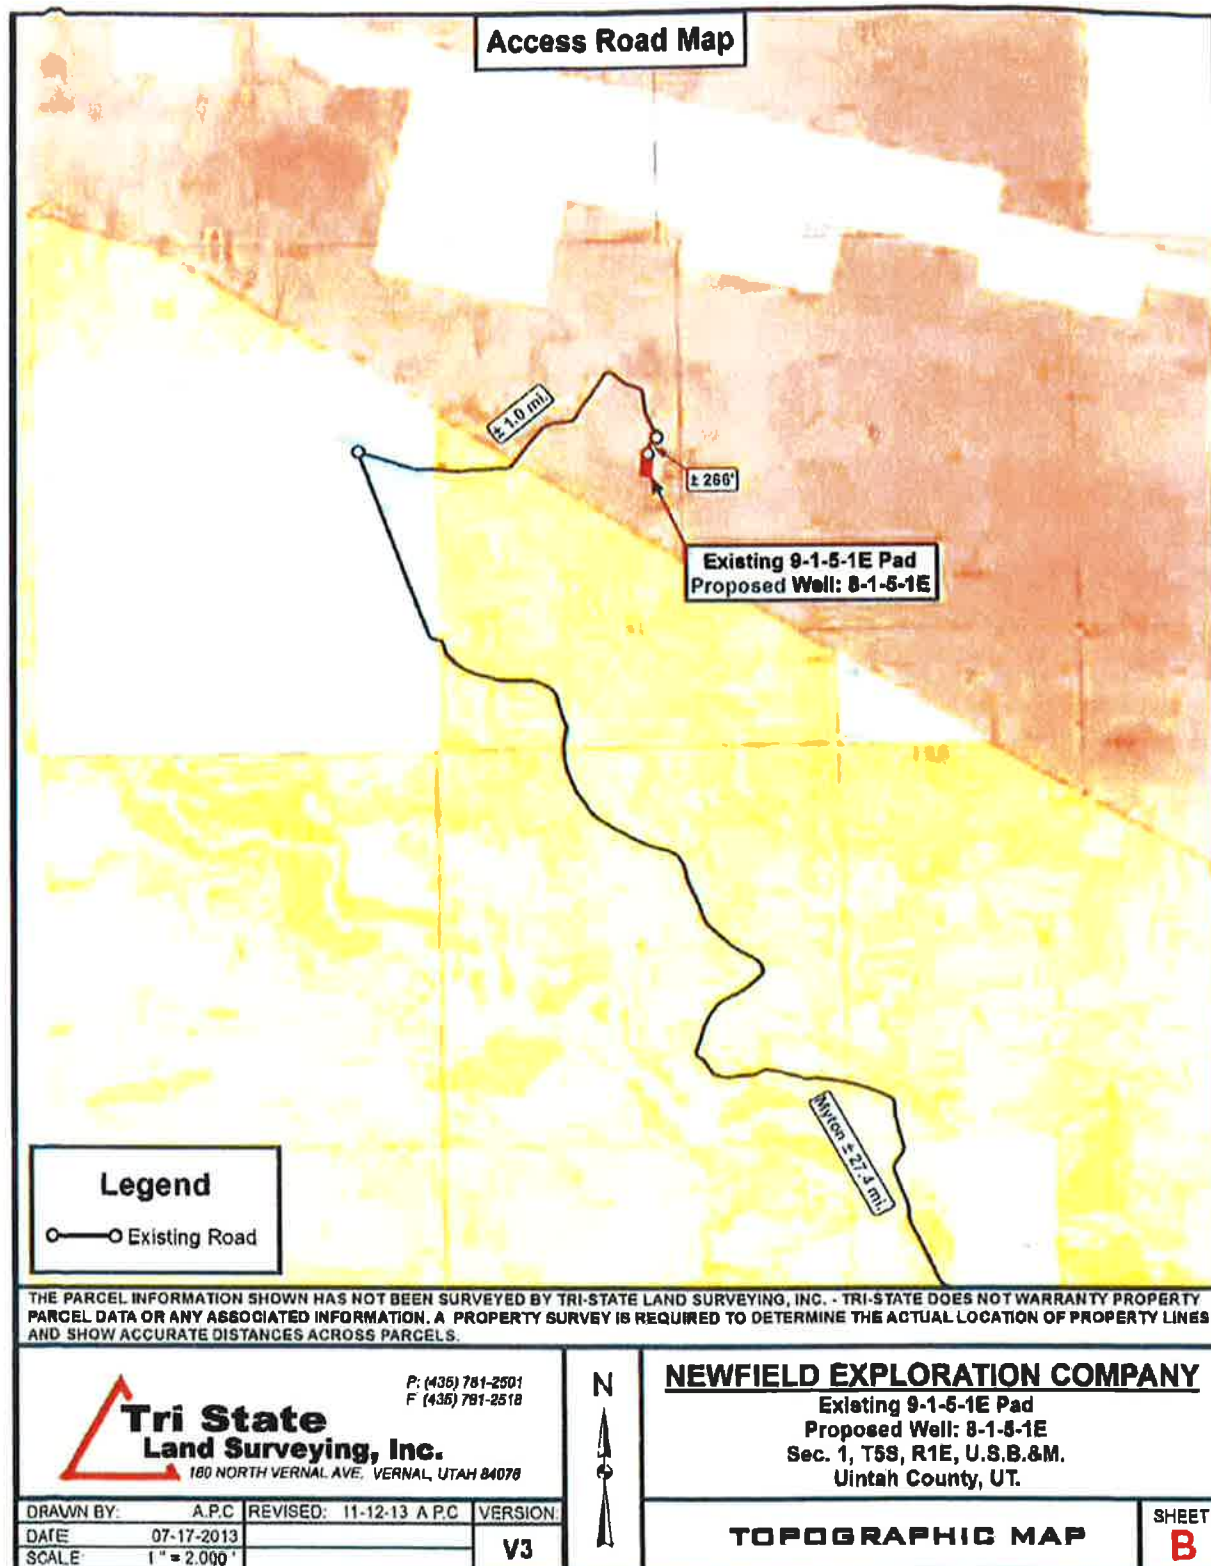 Access Road Map
± 1.0 mi.
± 266'
Existing 9-1-5-1E Pad
Proposed Well: 8-1-5-1E
Myton ± 27.4 mi.
Legend
Existing Road
THE PARCEL INFORMATION SHOWN HAS NOT BEEN SURVEYED BY TRI-STATE LAND SURVEYING, INC. - TRI-STATE DOES NOT WARRANTY PROPERTY
PARCEL DATA OR ANY ASSOCIATED INFORMATION. A PROPERTY SURVEY IS REQUIRED TO DETERMINE THE ACTUAL LOCATION OF PROPERTY LINES
AND SHOW ACCURATE DISTANCES ACROSS PARCELS.
P: (435) 781-2501
F (435) 781-2518
Tri State
Land Surveying, Inc.
180 NORTH VERNAL AVE. VERNAL, UTAH 84078
N
NEWFIELD EXPLORATION COMPANY
Existing 9-1-5-1E Pad
Proposed Well: 8-1-5-1E
Sec. 1, T5S, R1E, U.S.B.&M.
Uintah County, UT.
DRAWN BY: A.P.C REVISED: 11-12-13 A P.C VERSION:
DATE 07-17-2013
SCALE 1 " = 2,000 '
V3
TOPOGRAPHIC MAP
SHEET
B